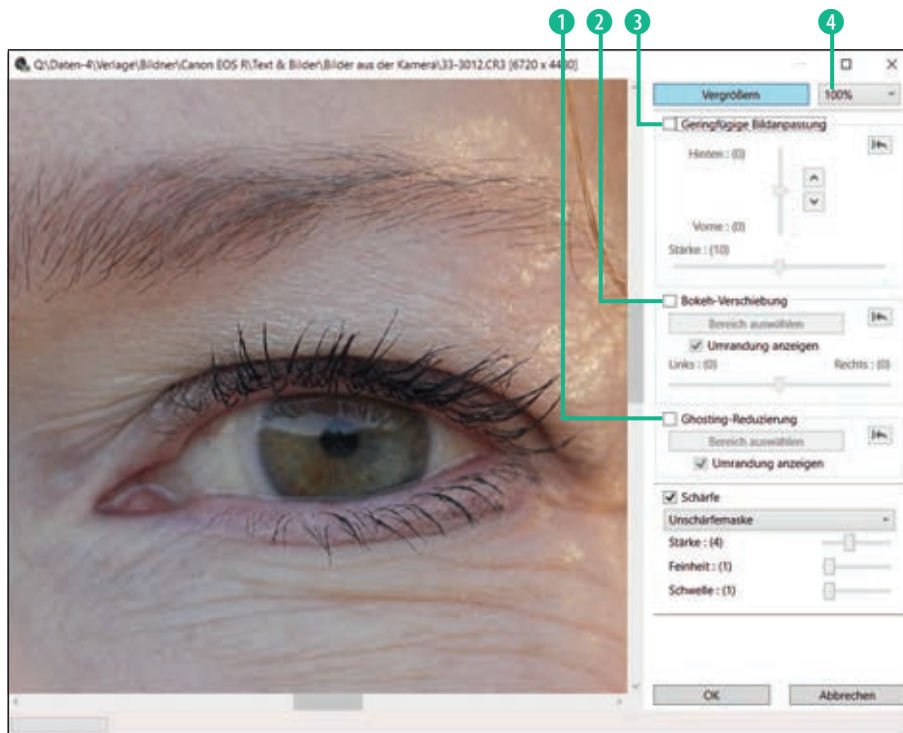 1 2 3 4
Q:\Daten-4\Verlage\Bildner\Canon EOS R\Text & Bilder\Bilder aus der Kamera\33-3012.CR3 [6720 x 4480]
Vergrößern 100%
Geringfügige Bildanpassung
Hinten : (0)
Vorne : (0)
Stärke : (10)
Bokeh-Verschiebung
Bereich auswählen
Umrandung anzeigen
Links : (0) Rechts : (0)
Ghosting-Reduzierung
Bereich auswählen
Umrandung anzeigen
Schärfe
Unschärfemaske
Stärke : (4)
Feinheit : (1)
Schwelle : (1)
OK Abbrechen